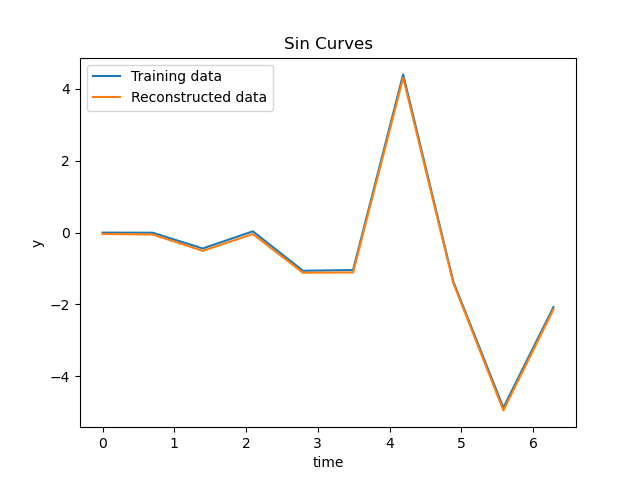 Sin Curves
Training data
Reconstructed data
4
2
0
−2
−4
y
0 1 2 3 4 5 6
time